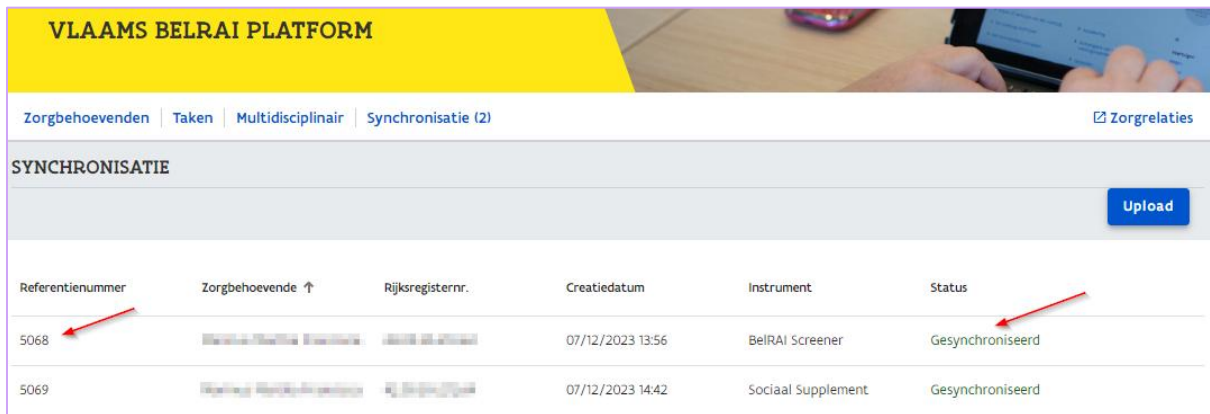 VLAAMS BELRAI PLATFORM
Zorgbehoevenden Taken Multidisciplinair Synchronisatie (2) Zorgrelaties
SYNCHRONISATIE
Upload
Referentienummer Zorgbehoevende ↑ Rijksregisternr. Creatiedatum Instrument Status
5068 07/12/2023 13:56 BelRAI Screener Gesynchroniseerd
5069 07/12/2023 14:42 Sociaal Supplement Gesynchroniseerd